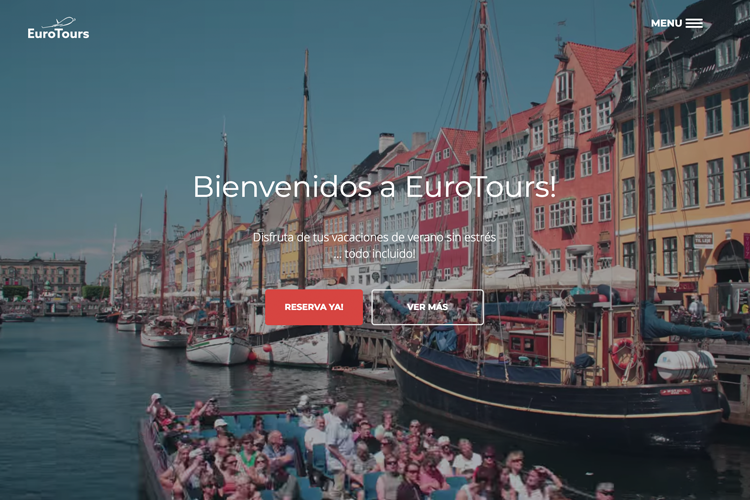 EuroTours
MENU
Bienvenidos a EuroTours!
Disfruta de tus vacaciones de verano sin estrés
... todo incluido!
RESERVA YA!
VER MÁS